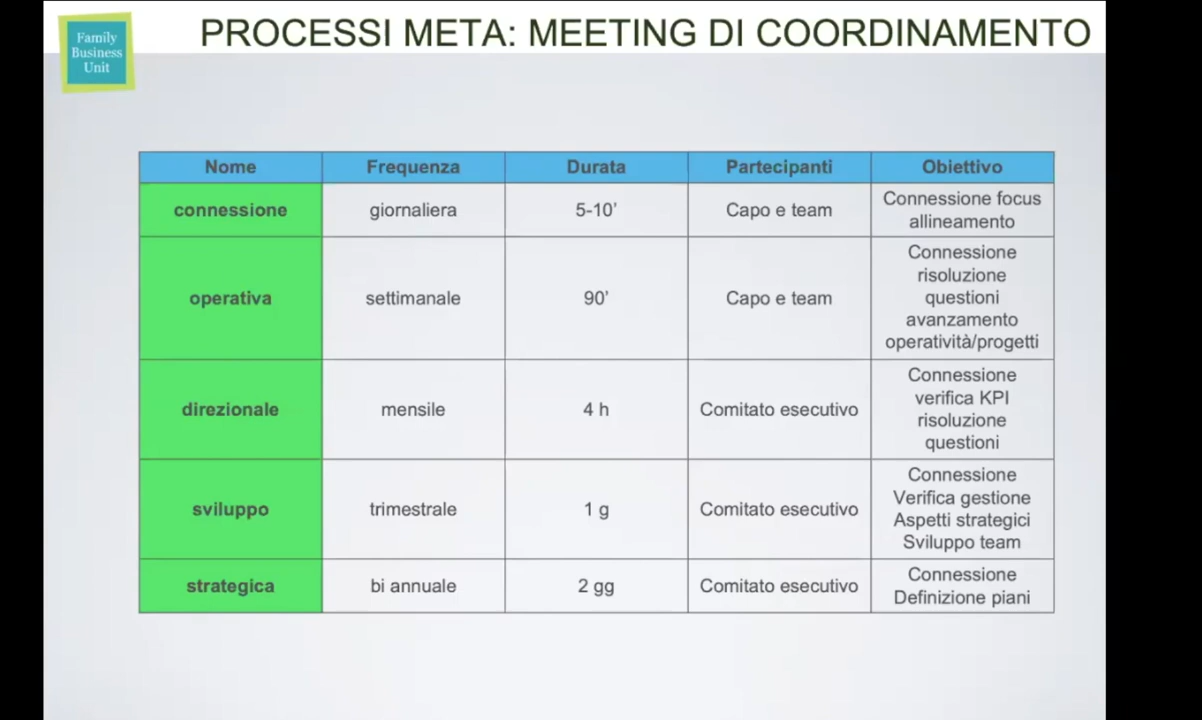 Family
Business
Unit
PROCESSI META: MEETING DI COORDINAMENTO
Nome Frequenza Durata Partecipanti Obiettivo
connessione giornaliera 5-10' Capo e team Connessione focus
allineamento
operativa settimanale 90' Capo e team Connessione
risoluzione
questioni
avanzamento
operatività/progetti
direzionale mensile 4 h Comitato esecutivo Connessione
verifica KPI
risoluzione
questioni
sviluppo trimestrale 1 g Comitato esecutivo Connessione
Verifica gestione
Aspetti strategici
Sviluppo team
strategica bi annuale 2 gg Comitato esecutivo Connessione
Definizione piani